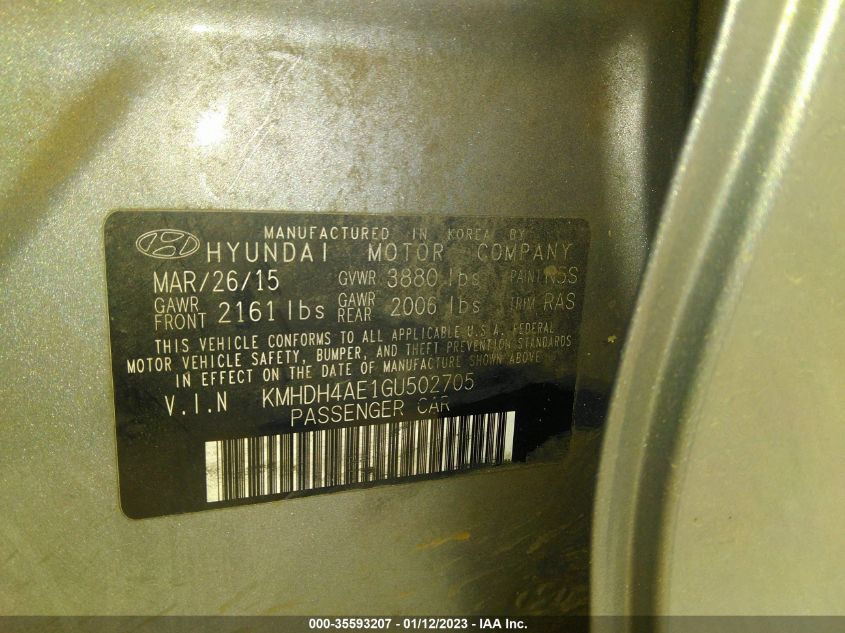 MANUFACTURED IN KOREA BY
HYUNDAI MOTOR COMPANY
MAR/26/15 GVWR 3880 lbs PAINT N5S
GAWR FRONT 2161 lbs GAWR REAR 2006 lbs TRIM RAS
THIS VEHICLE CONFORMS TO ALL APPLICABLE U.S.A. FEDERAL
MOTOR VEHICLE SAFETY, BUMPER, AND THEFT PREVENTION STANDARDS
IN EFFECT ON THE DATE OF MANUFACTURE SHOWN ABOVE
V.I.N KMHDH4AE1GU502705
PASSENGER CAR
000-35593207 - 01/12/2023 - IAA Inc.